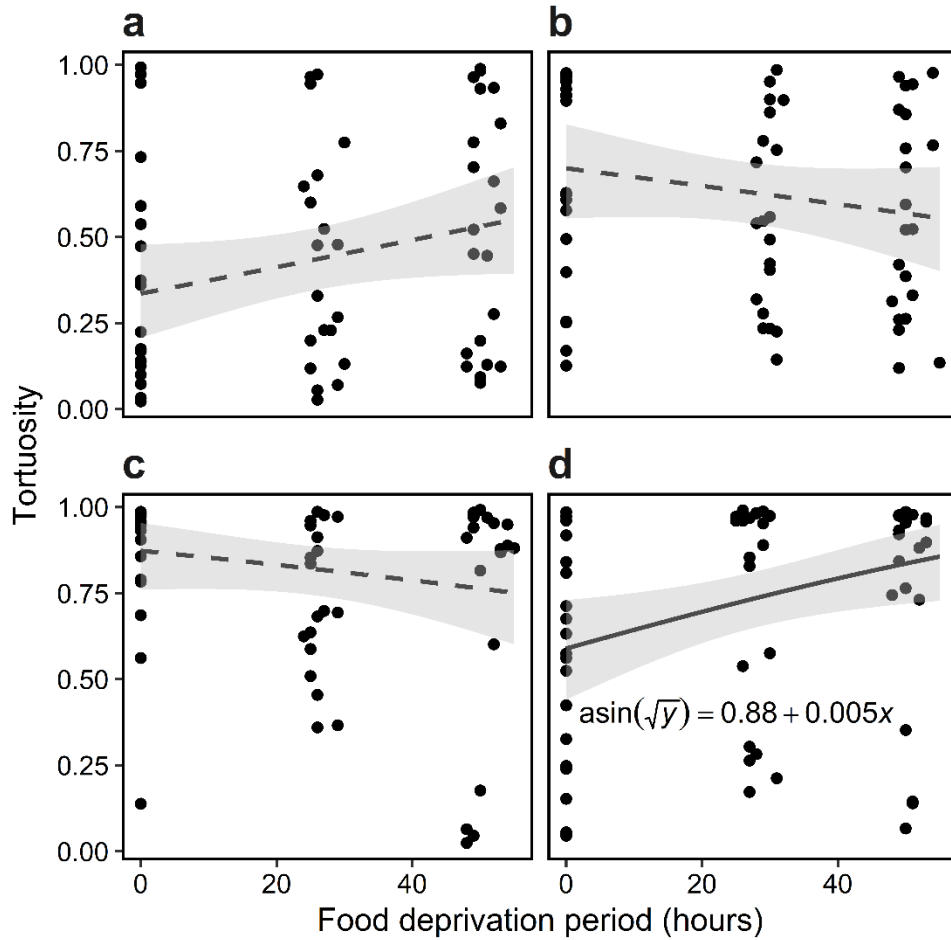 a
b
1.00
0.75
0.50
0.25
0.00
c
d
1.00
0.75
0.50
0.25
0.00
asin(√y) = 0.88 + 0.005x
0 20 40
0 20 40
Tortuosity
Food deprivation period (hours)